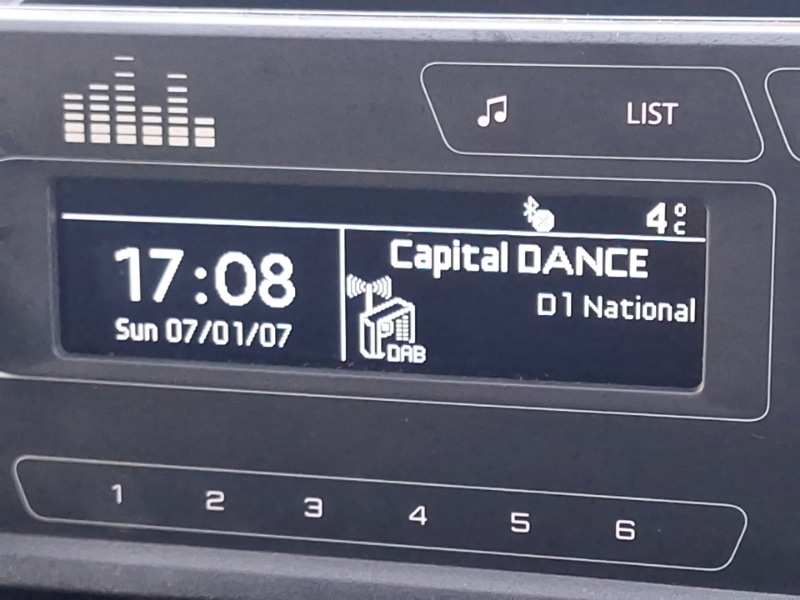 LIST
4°C
17:08
Sun 07/01/07
Capital DANCE
D1 National
DAB
1 2 3 4 5 6